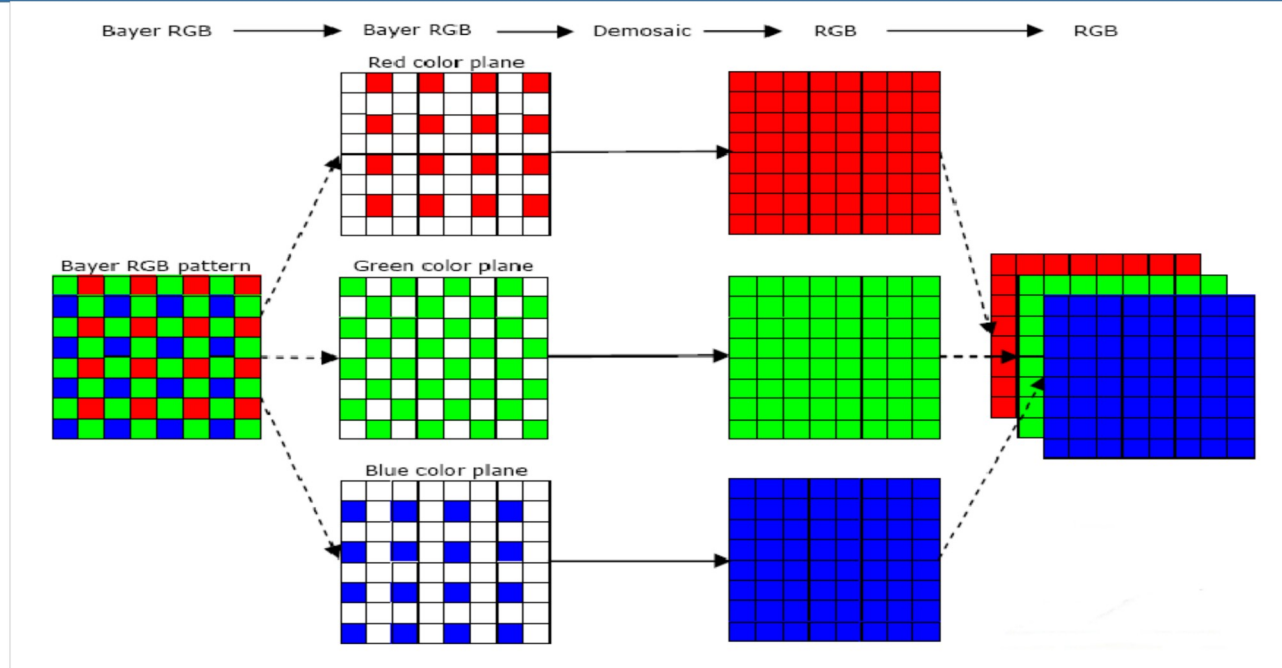 Bayer RGB Bayer RGB Demosaic RGB RGB
Red color plane
Bayer RGB pattern
Green color plane
Blue color plane